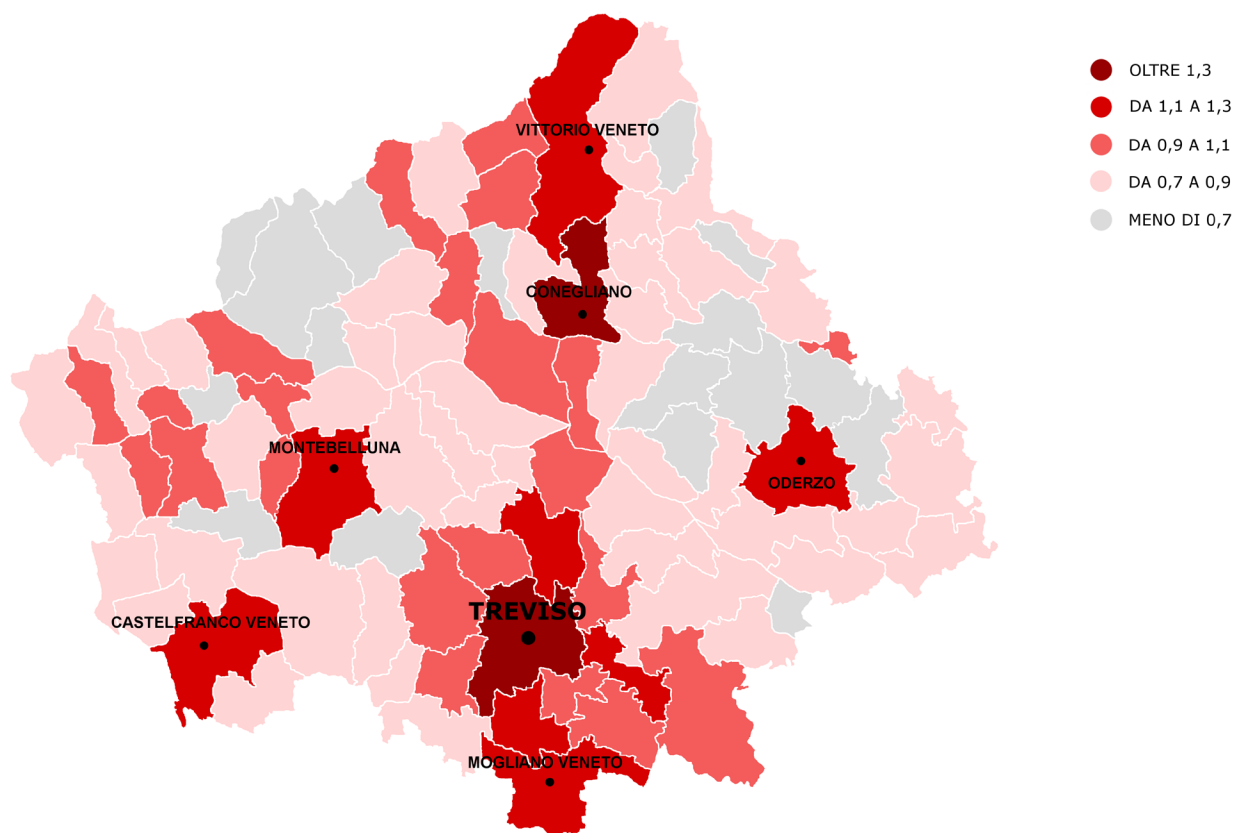 OLTRE 1,3
DA 1,1 A 1,3
DA 0,9 A 1,1
DA 0,7 A 0,9
MENO DI 0,7
VITTORIO VENETO
CONEGLIANO
MONTEBELLUNA
ODERZO
TREVISO
CASTELFRANCO VENETO
MOGLIANO VENETO